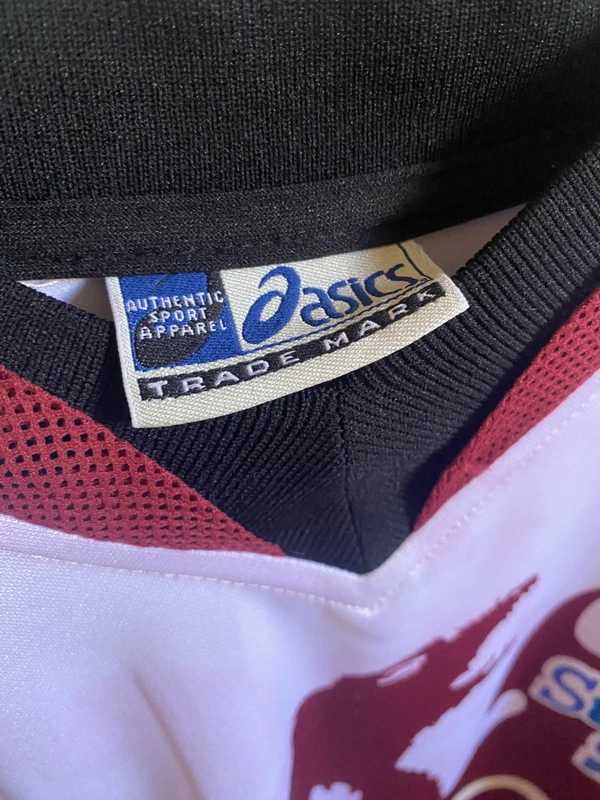 AUTHENTIC
SPORT
APPAREL
asics
TRADE MARK